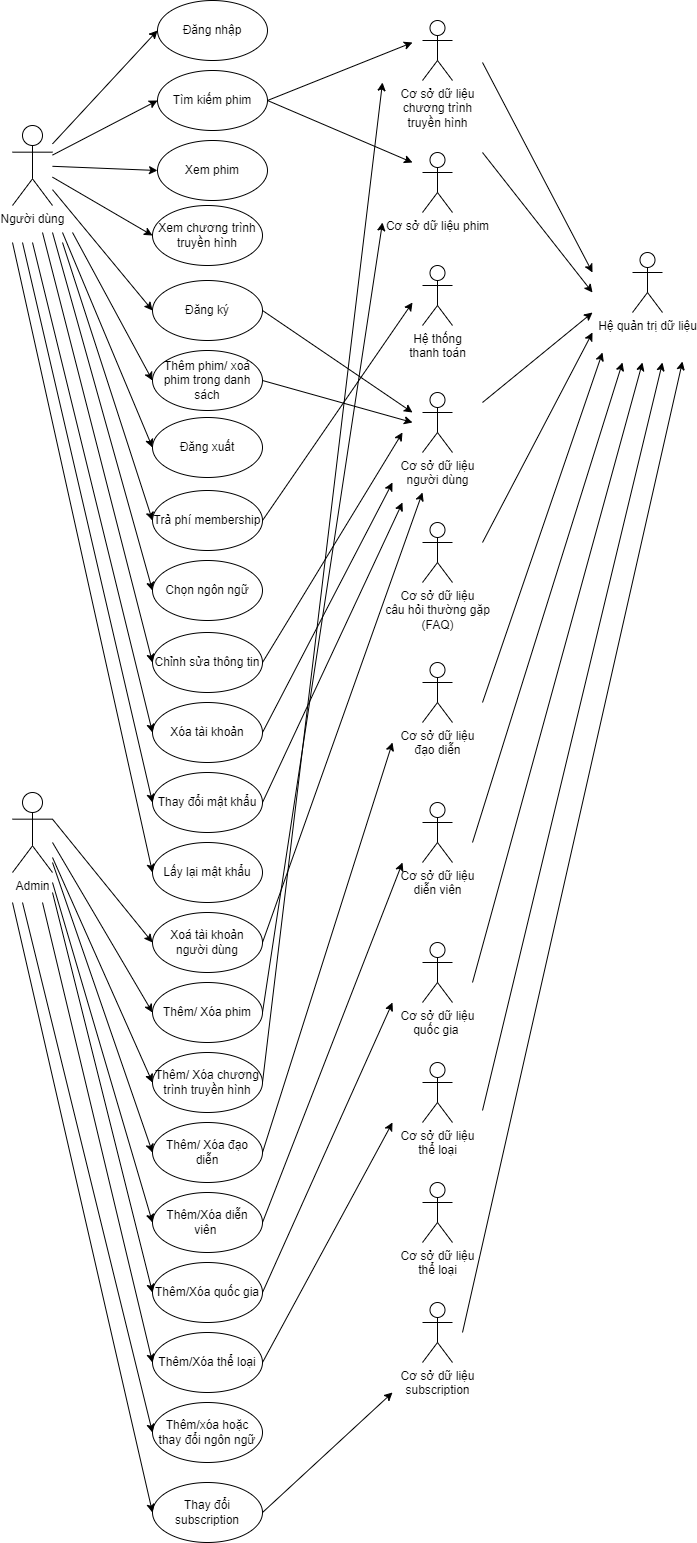 Đăng nhập
Tìm kiếm phim
Xem phim
Xem chương trình
truyền hình
Đăng ký
Thêm phim/ xoá
phim trong danh
sách
Đăng xuất
Trả phí membership
Chọn ngôn ngữ
Chỉnh sửa thông tin
Xóa tài khoản
Thay đổi mật khẩu
Lấy lại mật khẩu
Xoá tài khoản
người dùng
Thêm/ Xóa phim
Thêm/ Xóa chương
trình truyền hình
Thêm/ Xóa đạo
diễn
Thêm/Xóa diễn
viên
Thêm/Xóa quốc gia
Thêm/Xóa thể loại
Thêm/xóa hoặc
thay đổi ngôn ngữ
Thay đổi
subscription
Người dùng
Admin
Cơ sở dữ liệu
chương trình
truyền hình
Cơ sở dữ liệu phim
Hệ thống
thanh toán
Cơ sở dữ liệu
người dùng
Cơ sở dữ liệu
câu hỏi thường gặp
(FAQ)
Cơ sở dữ liệu
đạo diễn
Cơ sở dữ liệu
diễn viên
Cơ sở dữ liệu
quốc gia
Cơ sở dữ liệu
thể loại
Cơ sở dữ liệu
thể loại
Cơ sở dữ liệu
subscription
Hệ quản trị dữ liệu